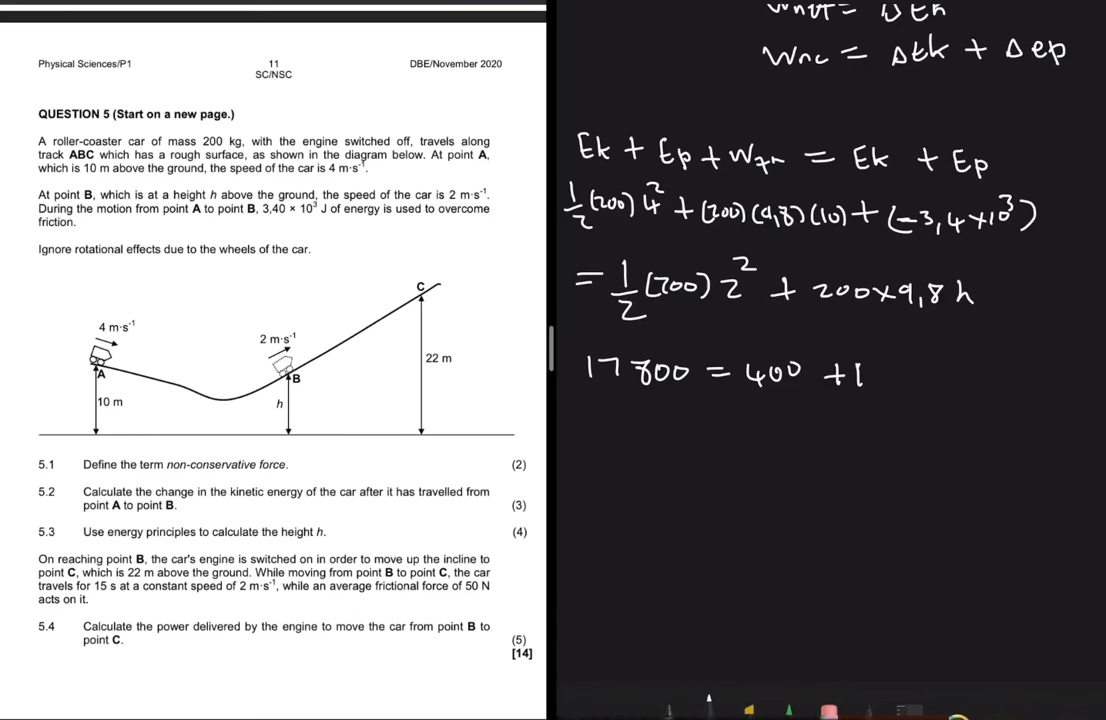 Physical Sciences/P1 11 DBE/November 2020
SC/NSC
QUESTION 5 (Start on a new page.)
A roller-coaster car of mass 200 kg, with the engine switched off, travels along
track ABC which has a rough surface, as shown in the diagram below. At point A,
which is 10 m above the ground, the speed of the car is 4 m·s⁻¹.
At point B, which is at a height h above the ground, the speed of the car is 2 m·s⁻¹.
During the motion from point A to point B, 3,40 × 10³ J of energy is used to overcome
friction.
Ignore rotational effects due to the wheels of the car.
C
4 m·s⁻¹
2 m·s⁻¹
22 m
A
B
10 m
h
5.1 Define the term non-conservative force. (2)
5.2 Calculate the change in the kinetic energy of the car after it has travelled from
point A to point B. (3)
5.3 Use energy principles to calculate the height h. (4)
On reaching point B, the car's engine is switched on in order to move up the incline to
point C, which is 22 m above the ground. While moving from point B to point C, the car
travels for 15 s at a constant speed of 2 m·s⁻¹, while an average frictional force of 50 N
acts on it.
5.4 Calculate the power delivered by the engine to move the car from point B to
point C. (5)
[14]
Wnc = ΔEk + Δep
Ek + Ep + = Ek + Ep
½(200)4² + (200)(9,8)(10) + (-3,4×10³)
= ½(200)2² + 200×9,8h
17 800 = 400 + 1